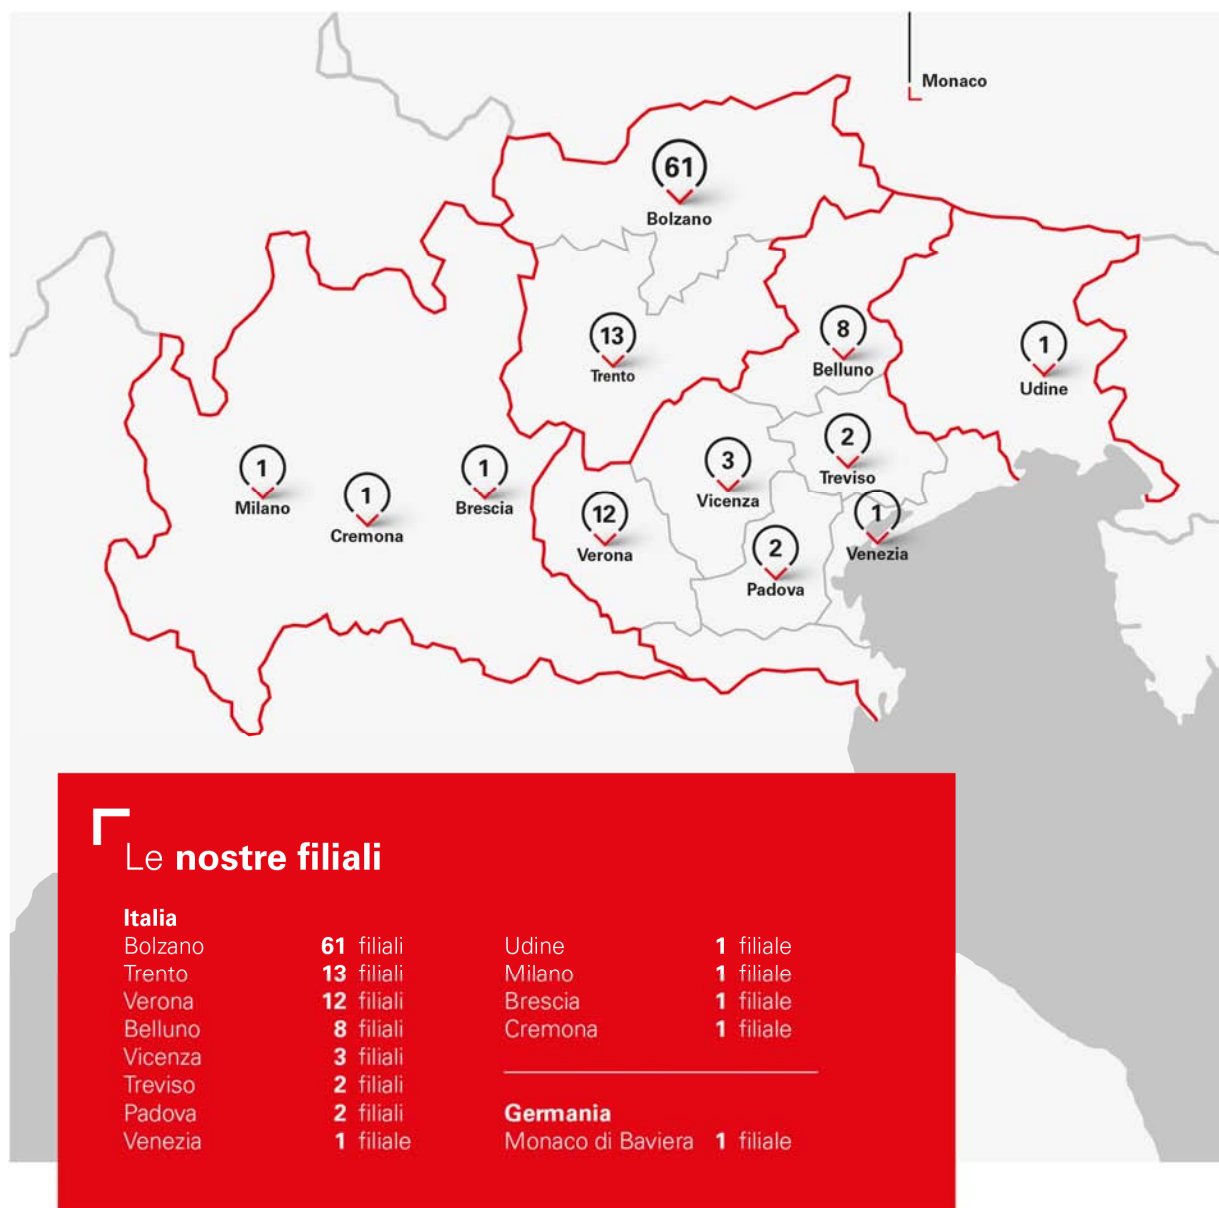 Monaco
61
Bolzano
13
Trento
8
Belluno
1
Udine
1
Milano
1
Cremona
1
Brescia
12
Verona
3
Vicenza
2
Treviso
2
Padova
1
Venezia
Le nostre filiali
Italia
Bolzano 61 filiali
Trento 13 filiali
Verona 12 filiali
Belluno 8 filiali
Vicenza 3 filiali
Treviso 2 filiali
Padova 2 filiali
Venezia 1 filiale
Udine 1 filiale
Milano 1 filiale
Brescia 1 filiale
Cremona 1 filiale
Germania
Monaco di Baviera 1 filiale